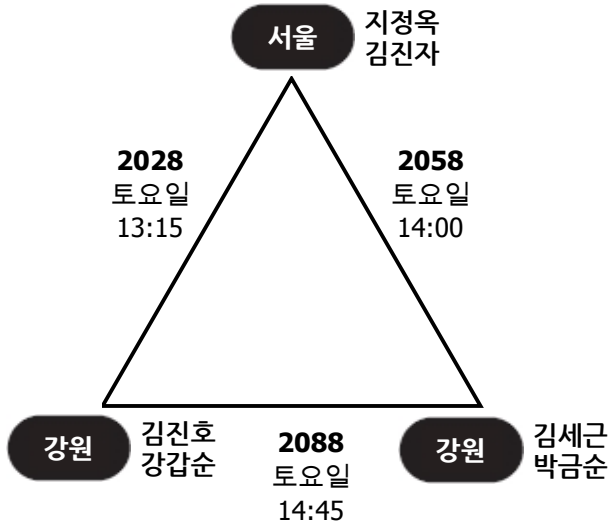 서울
지정옥
김진자
2028
토요일
13:15
2058
토요일
14:00
강원
김진호
강갑순
2088
토요일
14:45
강원
김세근
박금순